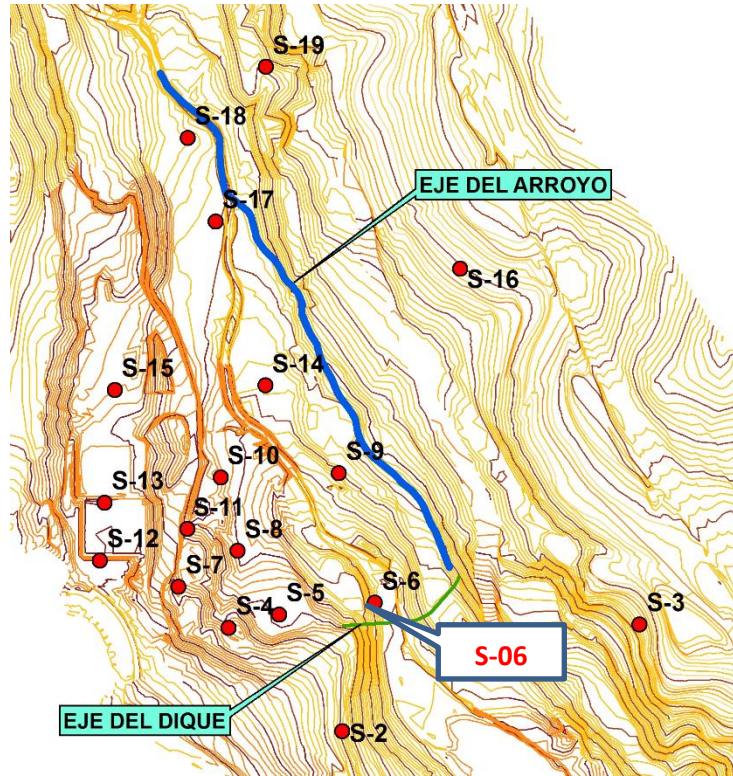 S-19
S-18
EJE DEL ARROYO
S-17
S-16
S-14
S-15
S-9
S-10
S-13
S-11
S-8
S-12
S-7
S-6
S-5
S-4
S-3
S-06
EJE DEL DIQUE
S-2